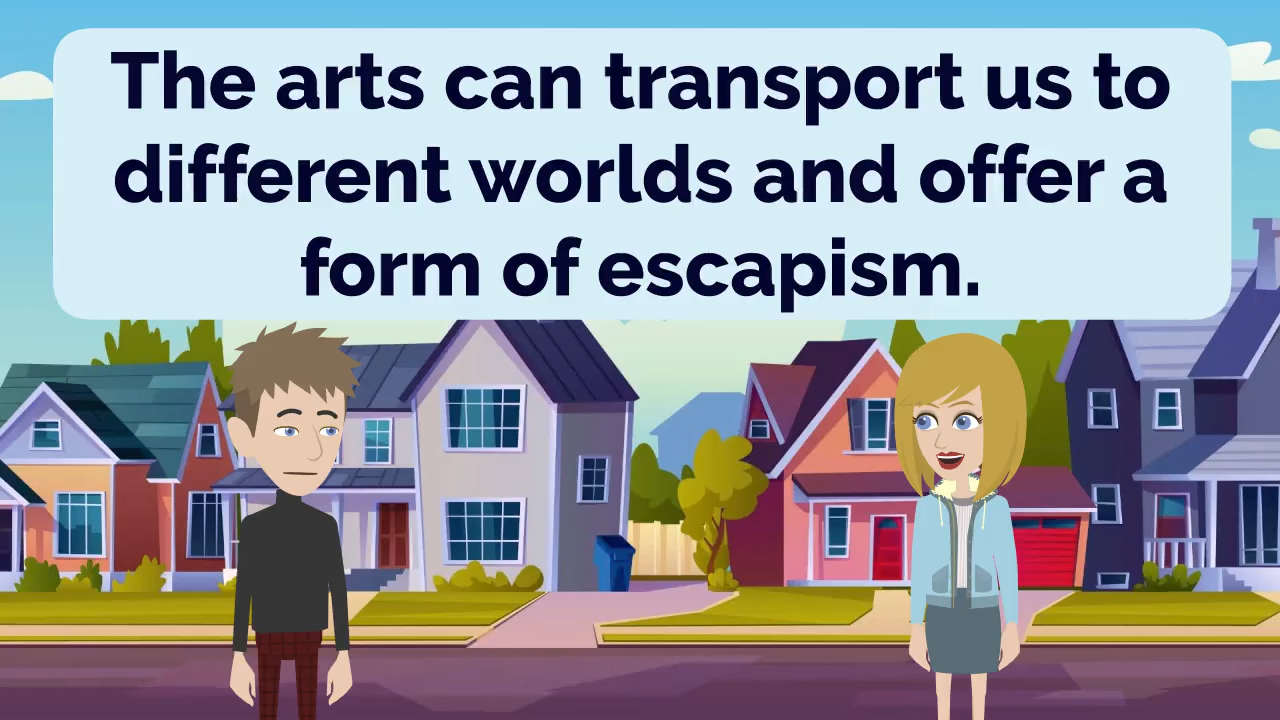 The arts can transport us to
different worlds and offer a
form of escapism.